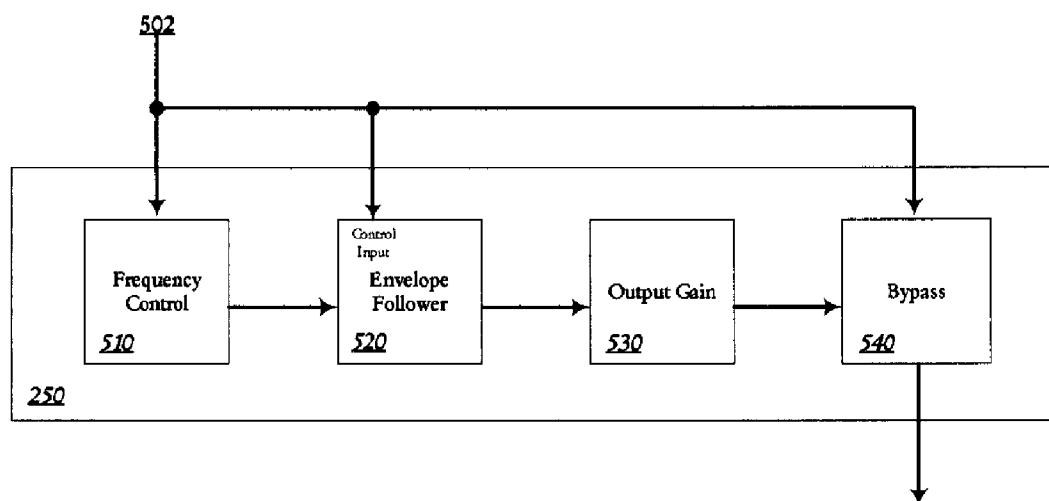 502
Frequency
Control
510
Control
Input
Envelope
Follower
520
Output Gain
530
Bypass
540
250